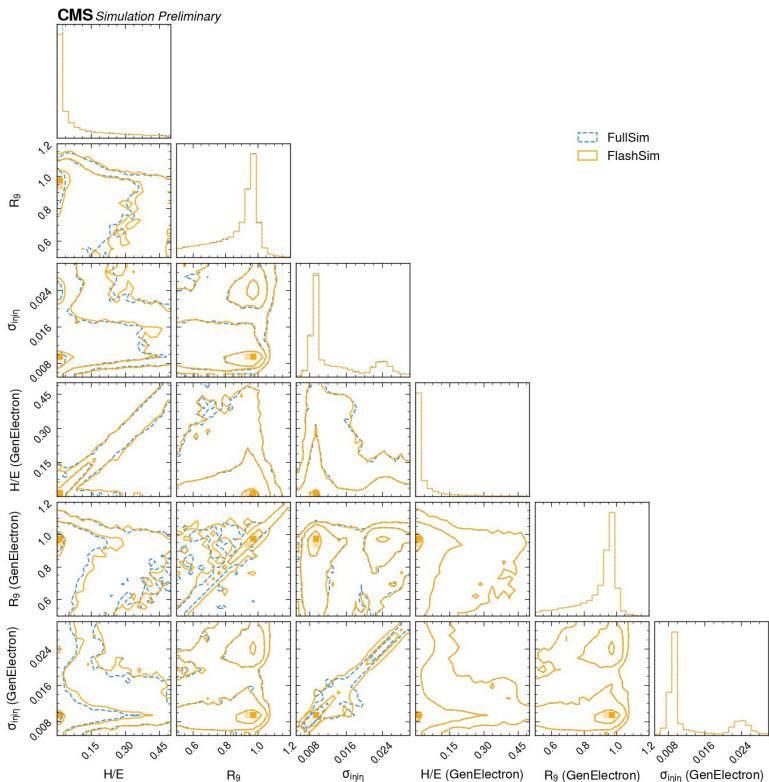 CMS Simulation Preliminary
FullSim
FlashSim
1.2
1.0
0.8
0.6
R₉
0.024
0.016
0.008
σᵢηᵢη
0.45
0.30
0.15
H/E (GenElectron)
1.2
1.0
0.8
0.6
R₉ (GenElectron)
0.024
0.016
0.008
σᵢηᵢη (GenElectron)
0.15 0.30 0.45
0.6 0.8 1.0 1.2
0.008 0.016 0.024
0.15 0.30 0.45
0.6 0.8 1.0 1.2
0.008 0.016 0.024
H/E
R₉
σᵢηᵢη
H/E (GenElectron)
R₉ (GenElectron)
σᵢηᵢη (GenElectron)